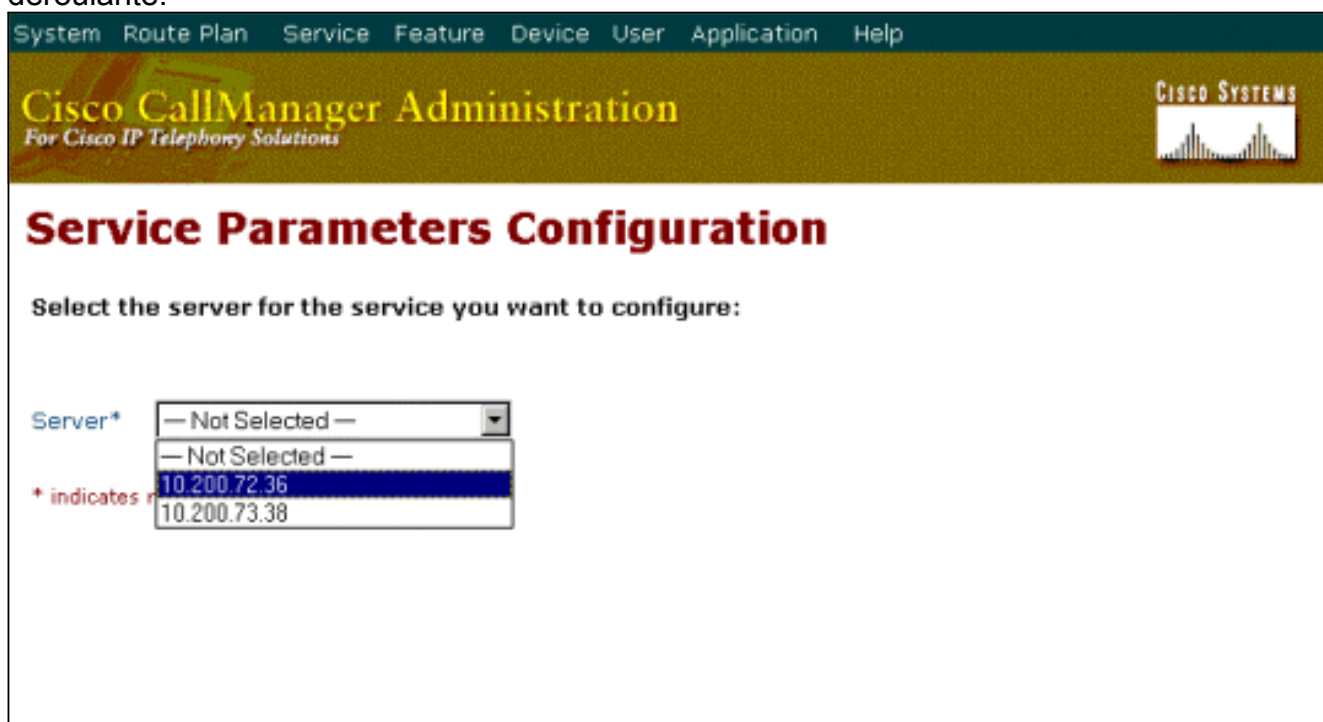 deroulante.
System Route Plan Service Feature Device User Application Help
Cisco CallManager Administration
For Cisco IP Telephony Solutions
CISCO SYSTEMS
Service Parameters Configuration
Select the server for the service you want to configure:
Server* — Not Selected —
— Not Selected —
10.200.72.36
* indicates r
10.200.73.38